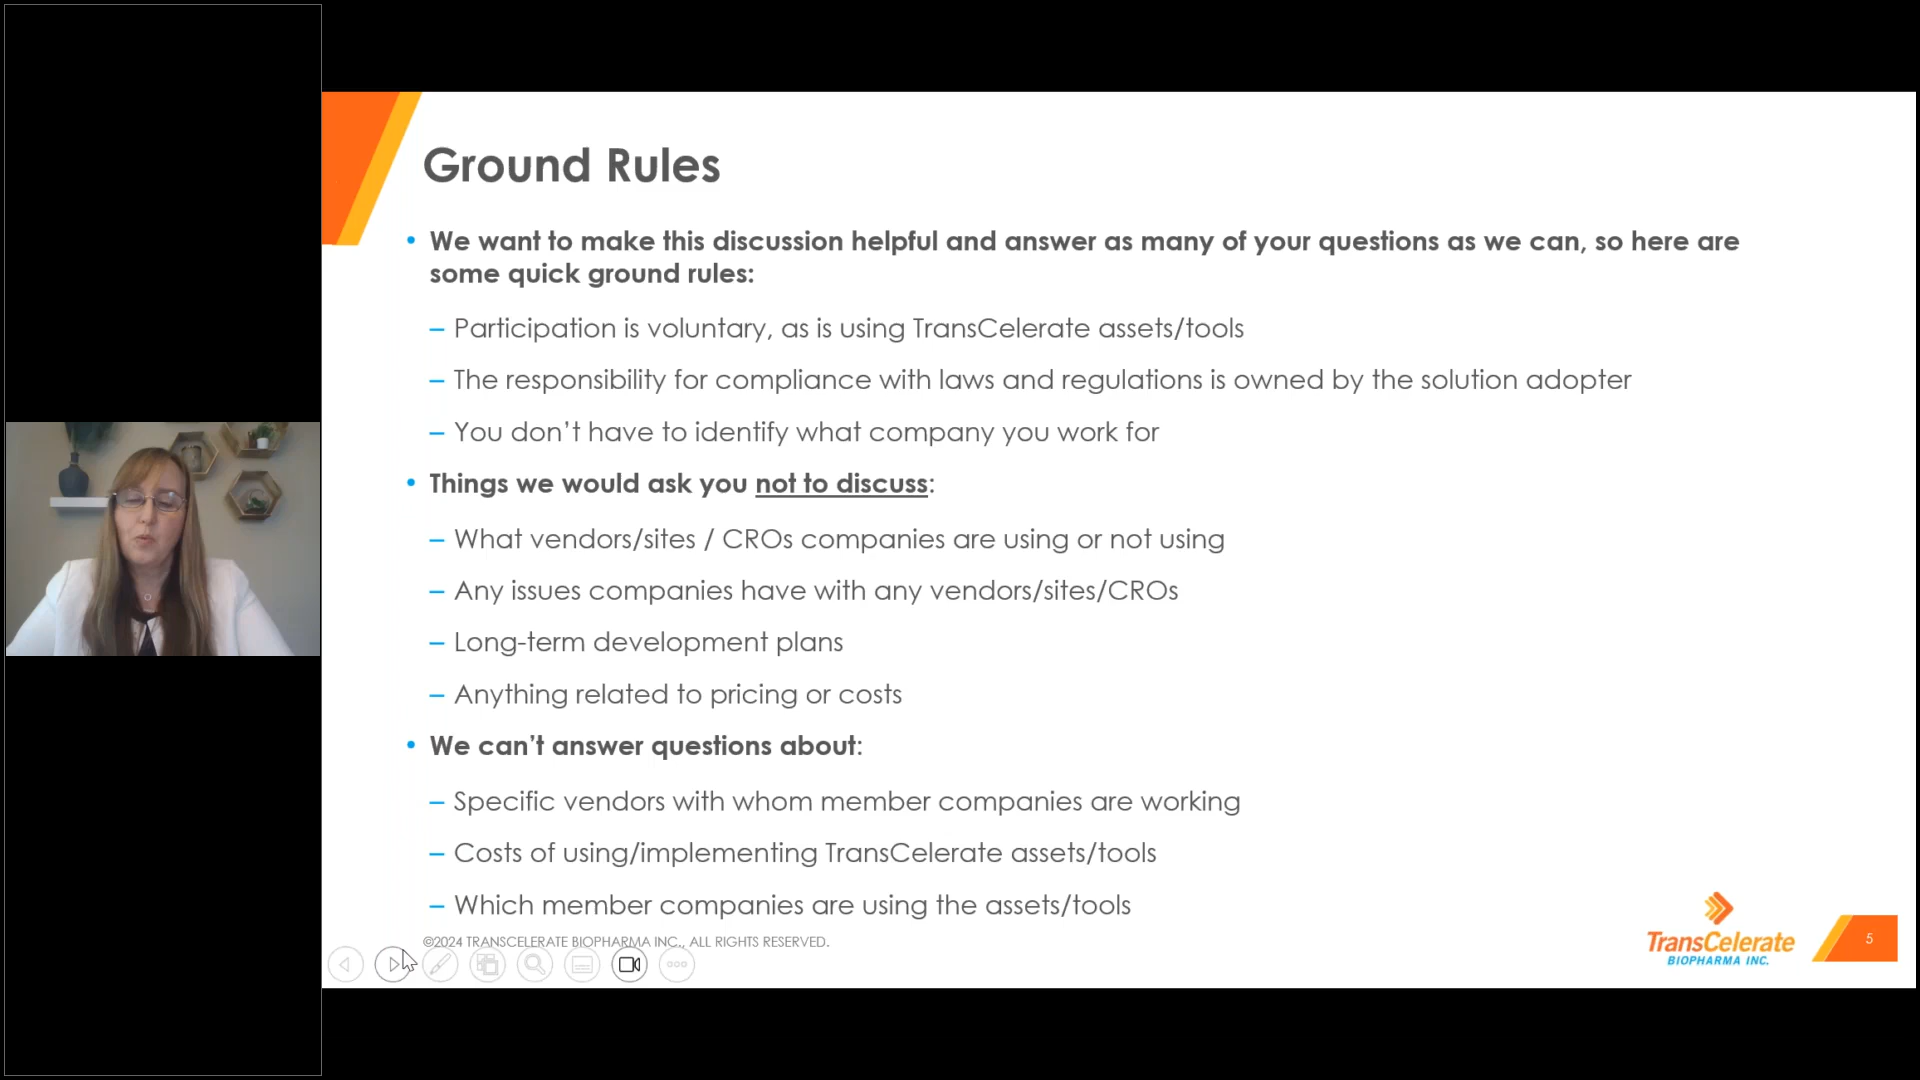 Ground Rules
• We want to make this discussion helpful and answer as many of your questions as we can, so here are
some quick ground rules:
– Participation is voluntary, as is using TransCelerate assets/tools
– The responsibility for compliance with laws and regulations is owned by the solution adopter
– You don’t have to identify what company you work for
• Things we would ask you not to discuss:
– What vendors/sites / CROs companies are using or not using
– Any issues companies have with any vendors/sites/CROs
– Long-term development plans
– Anything related to pricing or costs
• We can’t answer questions about:
– Specific vendors with whom member companies are working
– Costs of using/implementing TransCelerate assets/tools
– Which member companies are using the assets/tools
©2024 TRANSCELERATE BIOPHARMA INC., ALL RIGHTS RESERVED.
TransCelerate
BIOPHARMA INC.
5